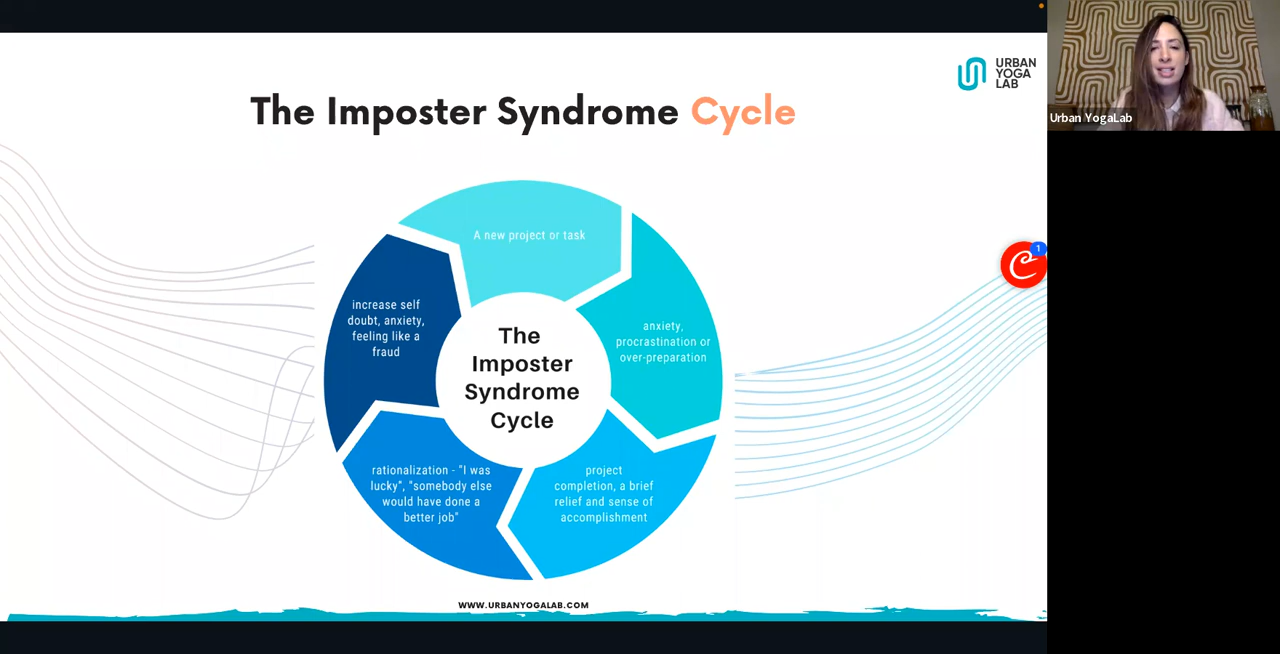 URBAN
YOGA
LAB
The Imposter Syndrome Cycle
Urban YogaLab
A new project or task
1
increase self
doubt, anxiety,
feeling like a
fraud
anxiety,
procrastination or
over-preparation
The
Imposter
Syndrome
Cycle
rationalization - "I was
lucky", "somebody else
would have done a
better job"
project
completion, a brief
relief and sense of
accomplishment
WWW.URBANYOGALAB.COM